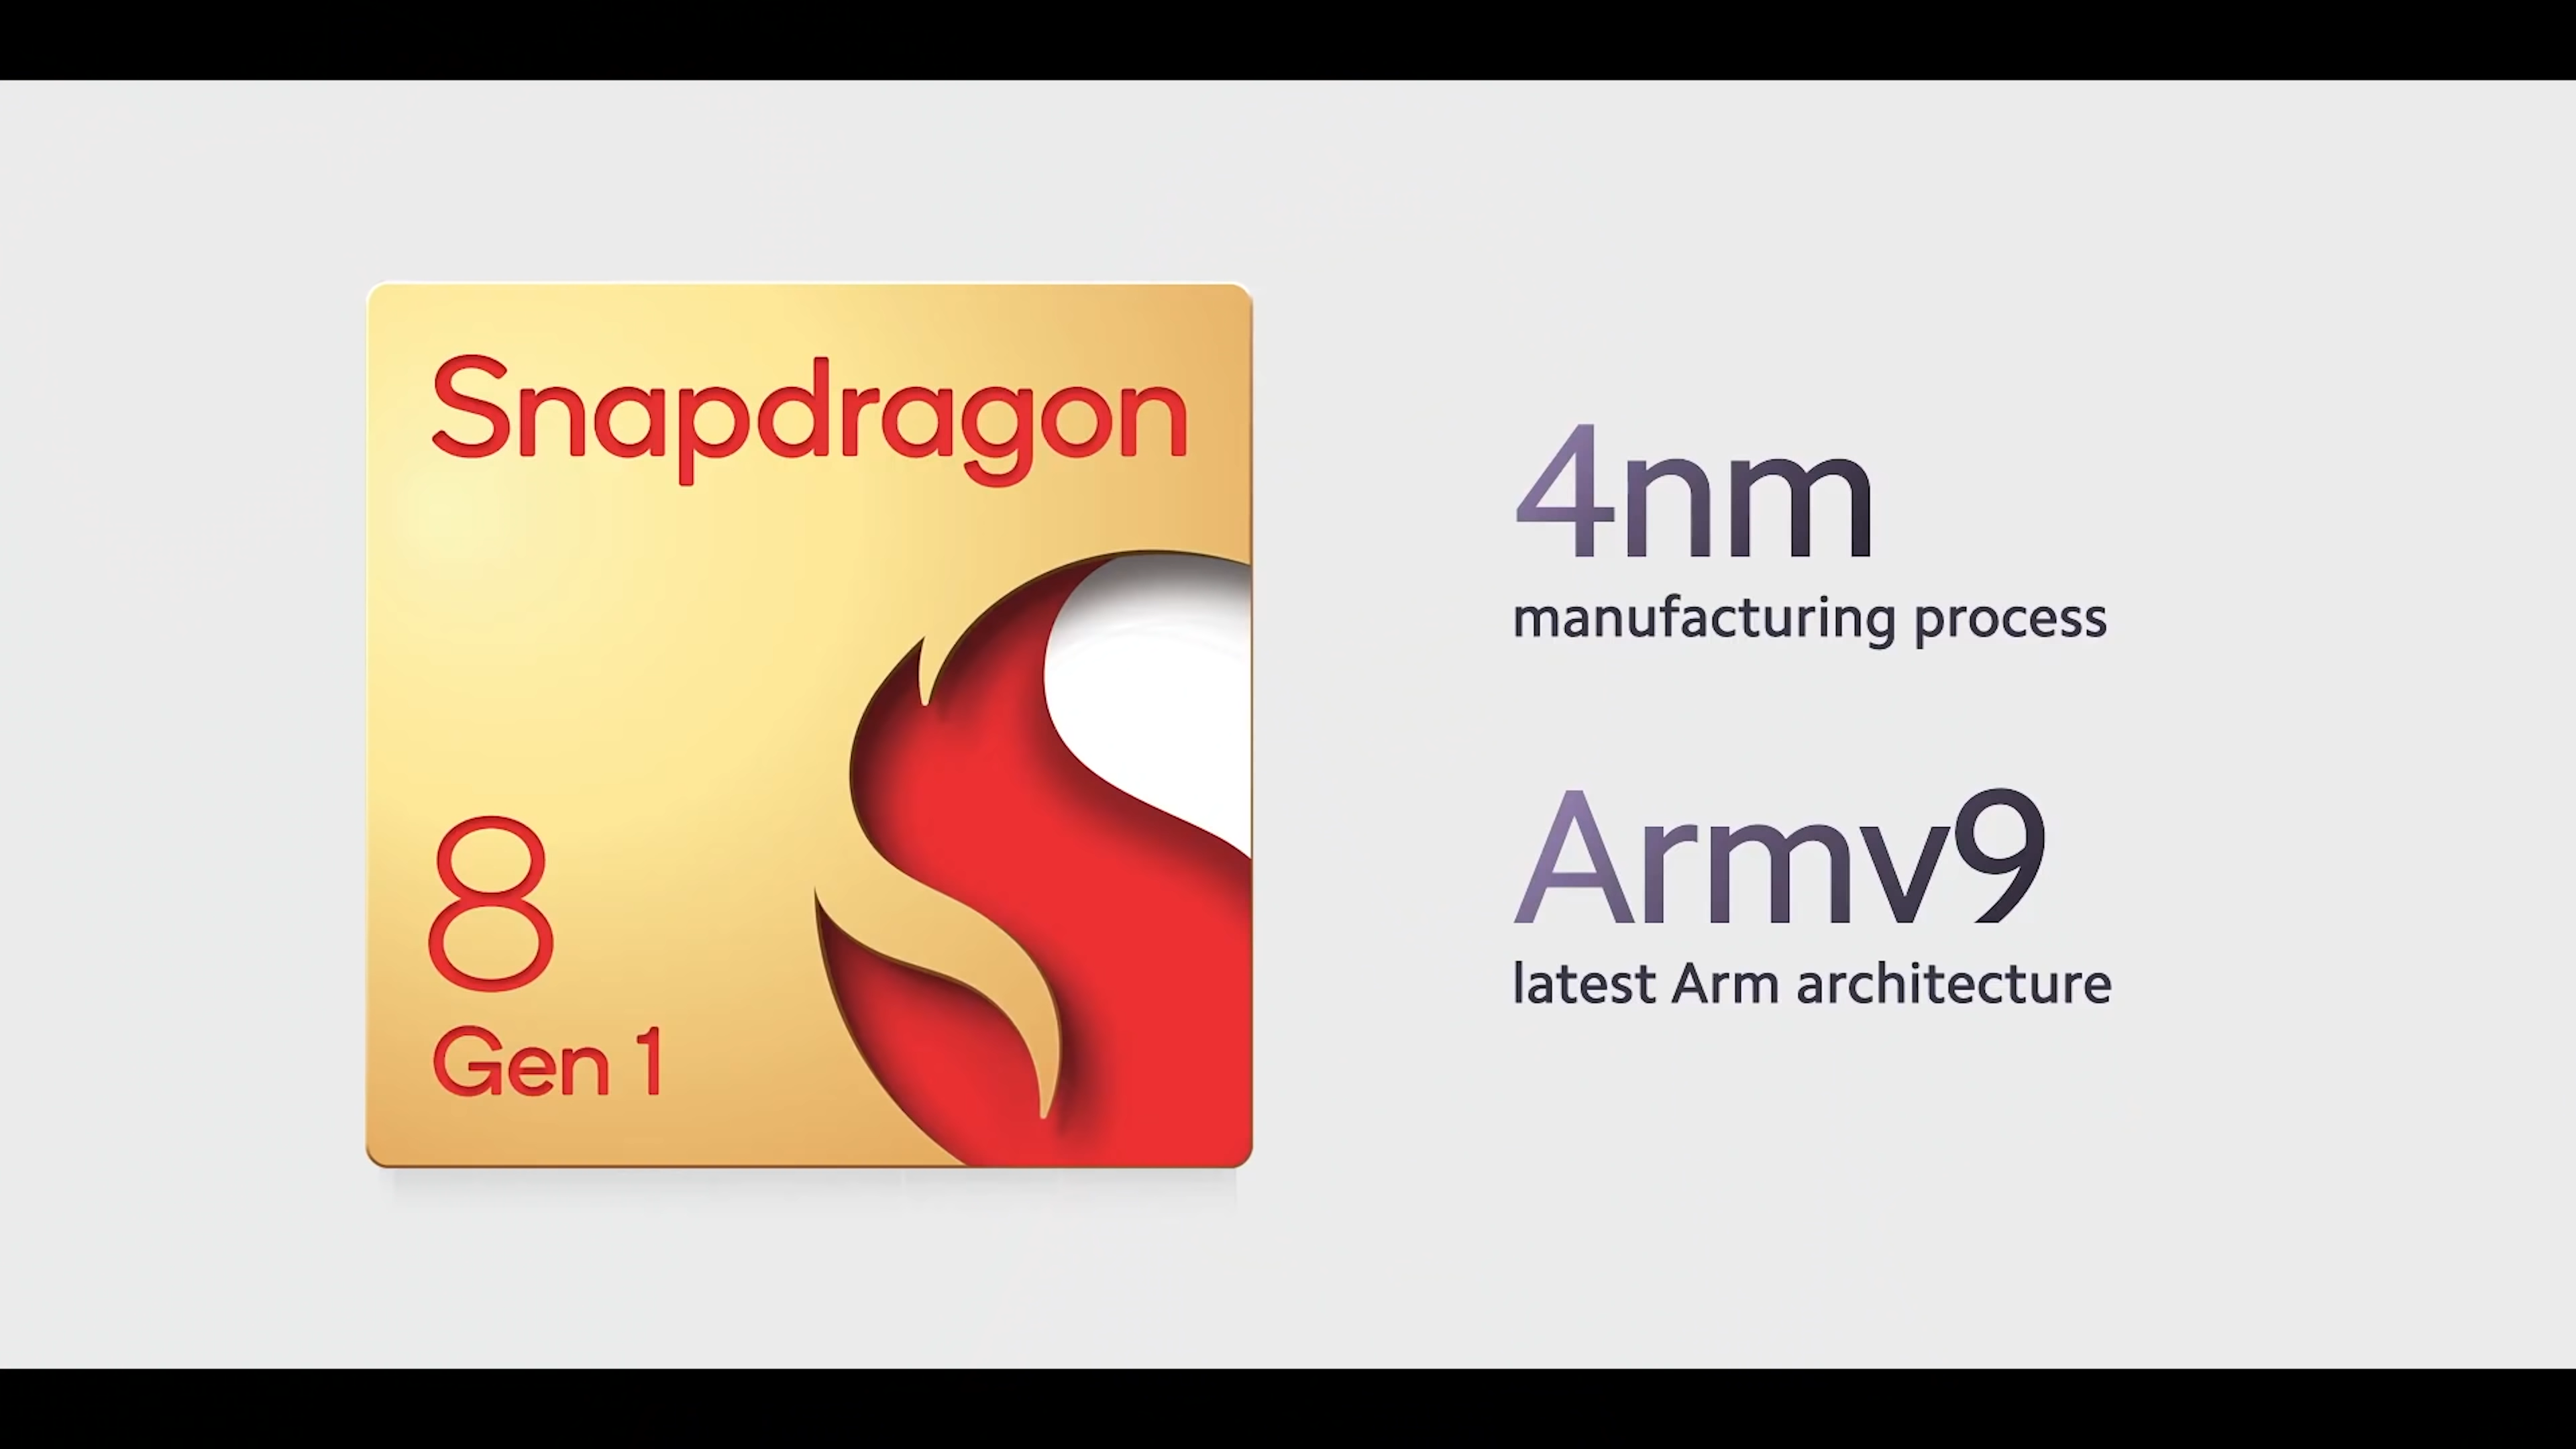 Snapdragon
8
Gen 1
4nm
manufacturing process
Armv9
latest Arm architecture